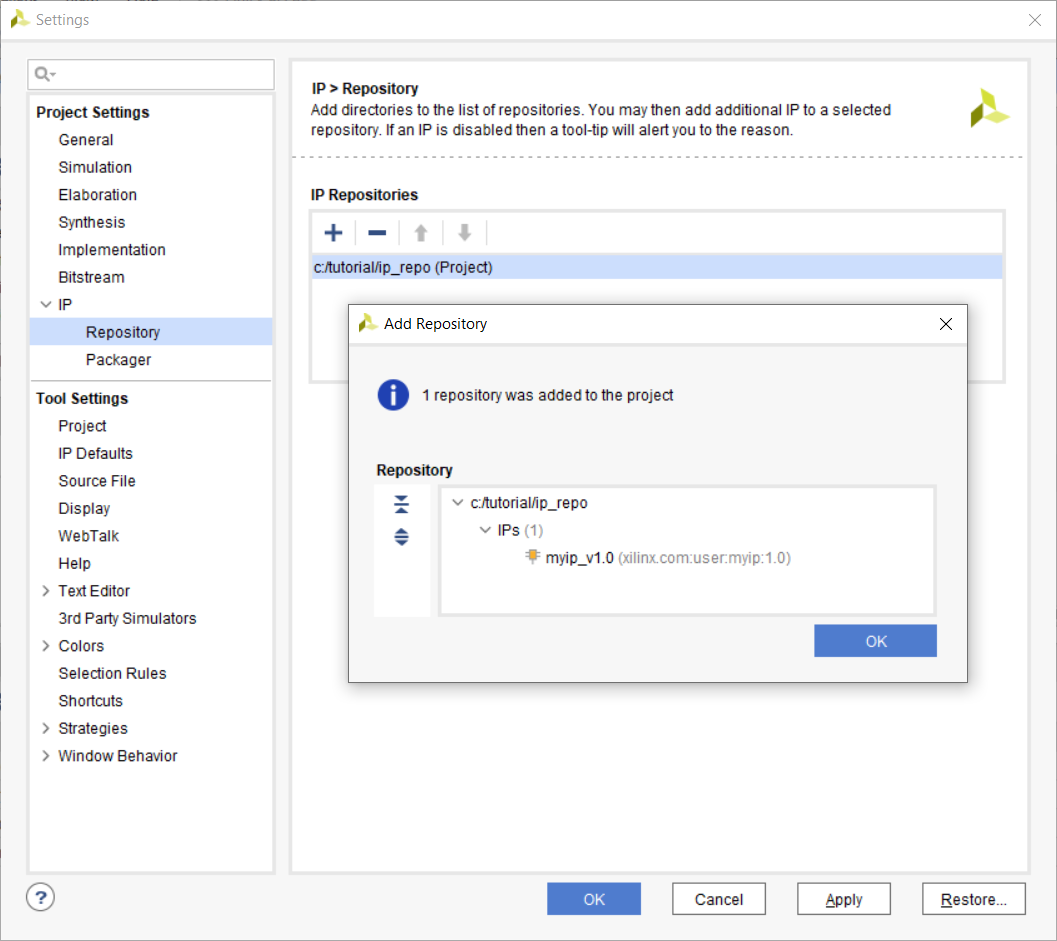 Settings
Project Settings
General
Simulation
Elaboration
Synthesis
Implementation
Bitstream
IP
Repository
Packager
Tool Settings
Project
IP Defaults
Source File
Display
WebTalk
Help
Text Editor
3rd Party Simulators
Colors
Selection Rules
Shortcuts
Strategies
Window Behavior
IP > Repository
Add directories to the list of repositories. You may then add additional IP to a selected
repository. If an IP is disabled then a tool-tip will alert you to the reason.
IP Repositories
c:/tutorial/ip_repo (Project)
Add Repository
1 repository was added to the project
Repository
c:/tutorial/ip_repo
IPs (1)
myip_v1.0 (xilinx.com:user:myip:1.0)
OK
?
OK
Cancel
Apply
Restore...